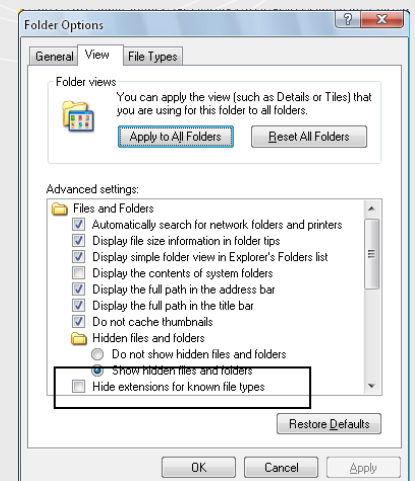 Folder Options
General View File Types
Folder views
You can apply the view (such as Details or Tiles) that
you are using for this folder to all folders.
Apply to All Folders Reset All Folders
Advanced settings:
Files and Folders
Automatically search for network folders and printers
Display file size information in folder tips
Display simple folder view in Explorer's Folders list
Display the contents of system folders
Display the full path in the address bar
Display the full path in the title bar
Do not cache thumbnails
Hidden files and folders
Do not show hidden files and folders
Show hidden files and folders
Hide extensions for known file types
Restore Defaults
OK Cancel Apply